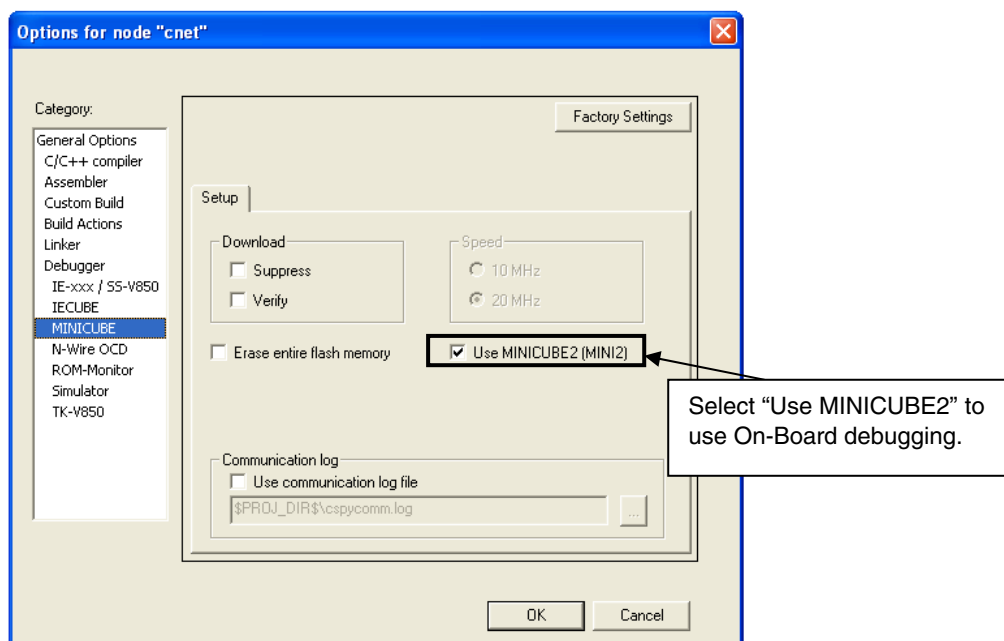 Options for node "cnet"
Category:
General Options
C/C++ compiler
Assembler
Custom Build
Build Actions
Linker
Debugger
IE-xxx / SS-V850
IECUBE
MINICUBE
N-Wire OCD
ROM-Monitor
Simulator
TK-V850
Factory Settings
Setup
Download
Suppress
Verify
Speed
10 MHz
20 MHz
Erase entire flash memory
Use MINICUBE2 (MINI2)
Select “Use MINICUBE2” to
use On-Board debugging.
Communication log
Use communication log file
$PROJ_DIR$\cspycomm.log
...
OK
Cancel